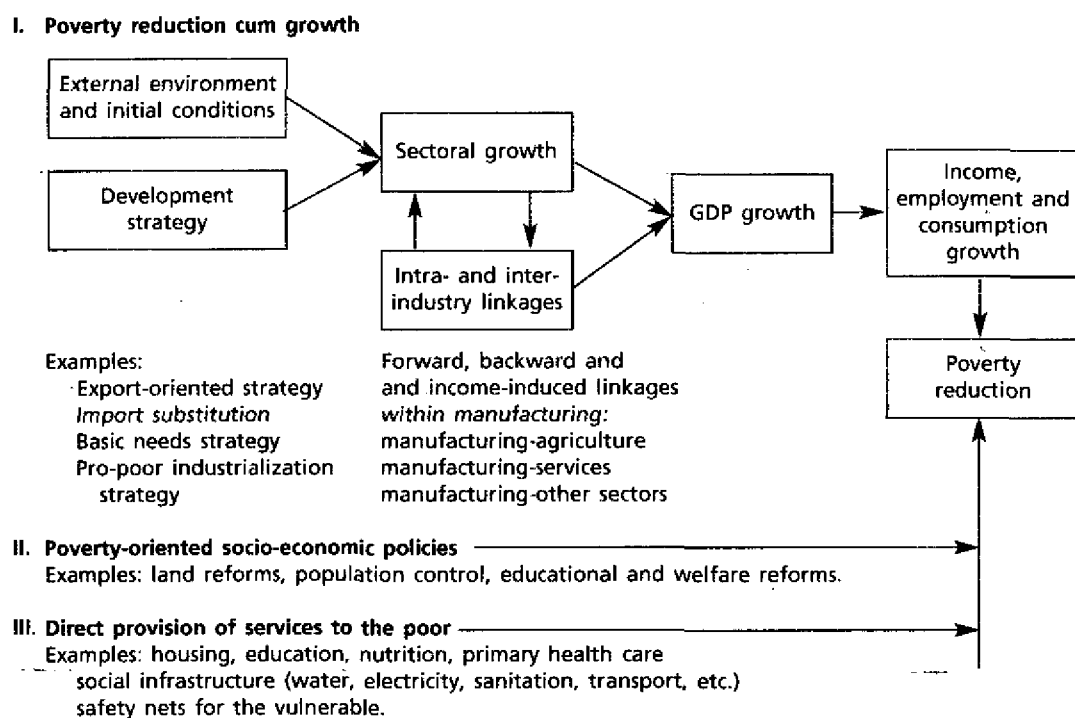 I. Poverty reduction cum growth
External environment
and initial conditions
Development
strategy
Sectoral growth
Intra- and inter-
industry linkages
GDP growth
Income,
employment and
consumption
growth
Poverty
reduction
Examples:
Export-oriented strategy
Import substitution
Basic needs strategy
Pro-poor industrialization
strategy
Forward, backward and
and income-induced linkages
within manufacturing:
manufacturing-agriculture
manufacturing-services
manufacturing-other sectors
II. Poverty-oriented socio-economic policies
Examples: land reforms, population control, educational and welfare reforms.
III. Direct provision of services to the poor
Examples: housing, education, nutrition, primary health care
social infrastructure (water, electricity, sanitation, transport, etc.)
safety nets for the vulnerable.